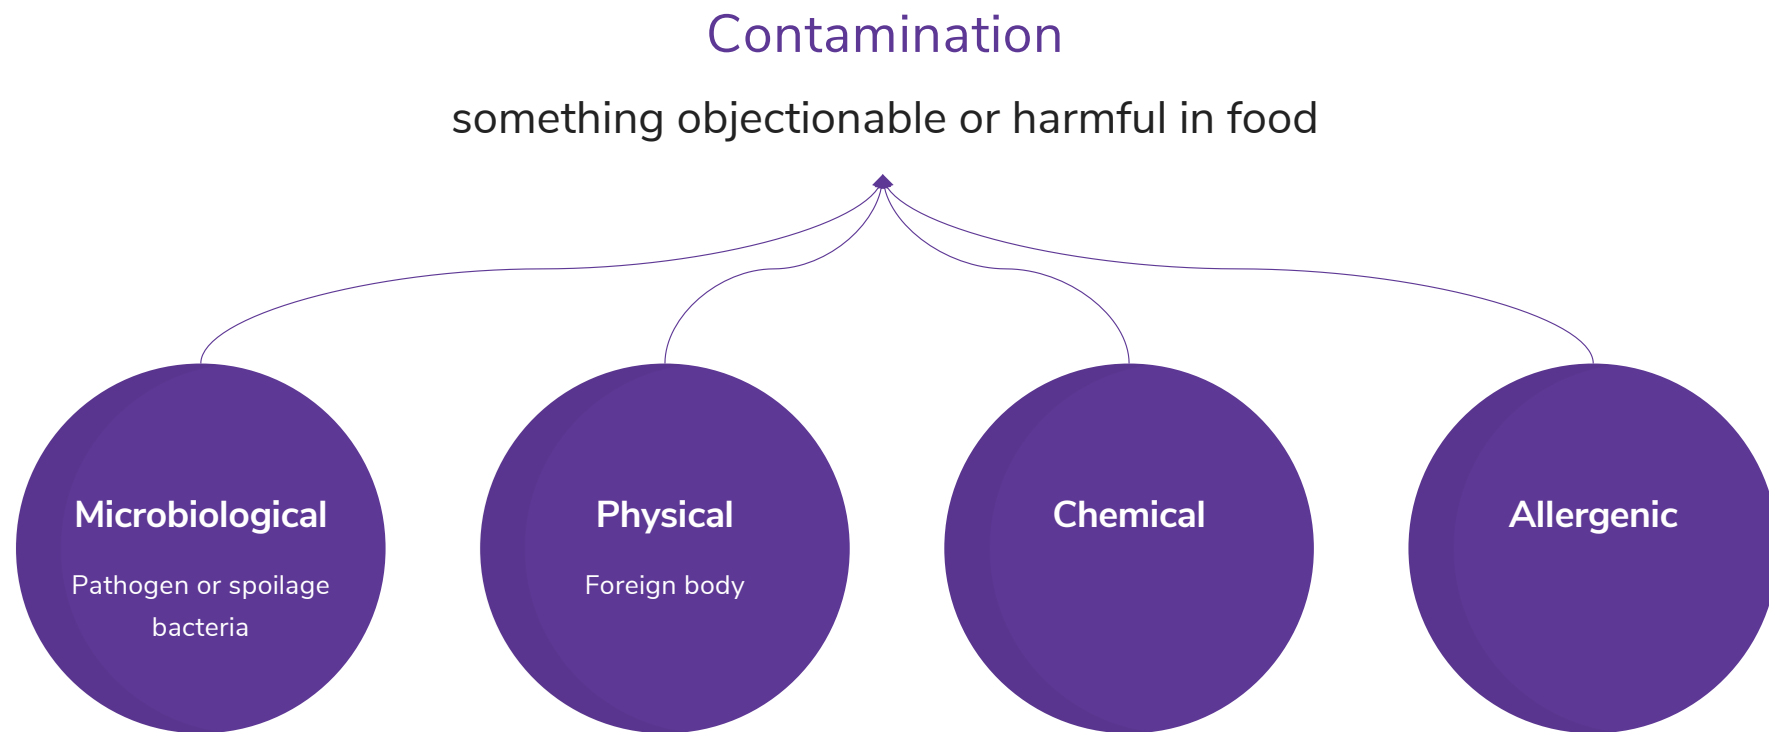 Contamination
something objectionable or harmful in food
Microbiological
Pathogen or spoilage
bacteria
Physical
Foreign body
Chemical
Allergenic